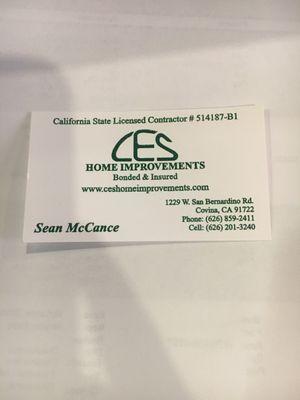 California State Licensed Contractor # 514187-B1
CES
HOME IMPROVEMENTS
Bonded & Insured
www.ceshomeimprovements.com
1229 W. San Bernardino Rd.
Covina, CA 91722
Phone: (626) 859-2411
Cell: (626) 201-3240
Sean McCance